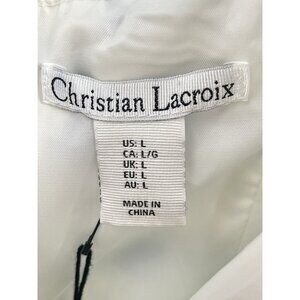 Christian Lacroix
US: L
CA: L/G
UK: L
EU: L
AU: L
MADE IN
CHINA